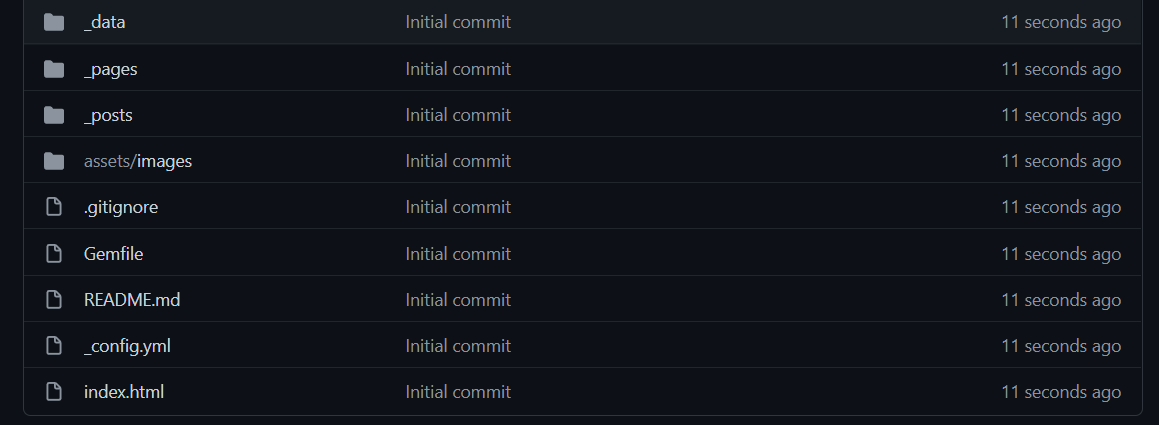 _data Initial commit 11 seconds ago
_pages Initial commit 11 seconds ago
_posts Initial commit 11 seconds ago
assets/images Initial commit 11 seconds ago
.gitignore Initial commit 11 seconds ago
Gemfile Initial commit 11 seconds ago
README.md Initial commit 11 seconds ago
_config.yml Initial commit 11 seconds ago
index.html Initial commit 11 seconds ago